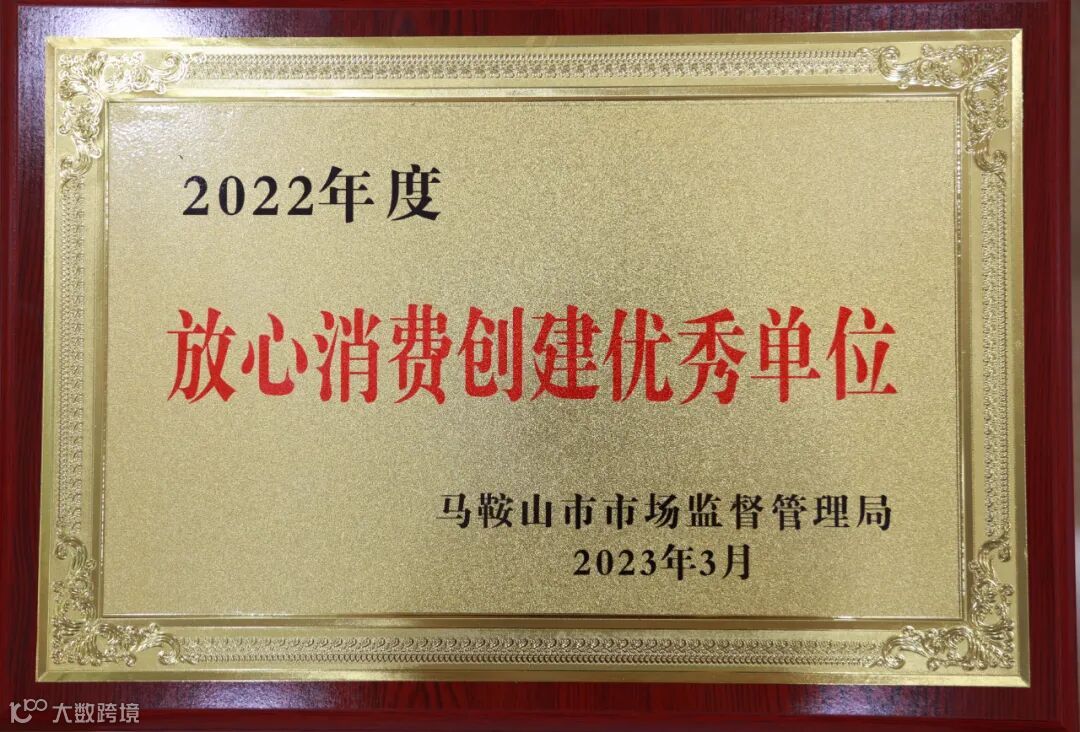 2022年度
放心消费创建优秀单位
马鞍山市市场监督管理局
2023年3月
大数跨境